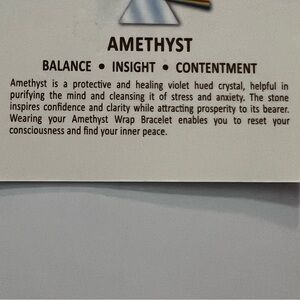 AMETHYST
BALANCE • INSIGHT • CONTENTMENT
Amethyst is a protective and healing violet hued crystal, helpful in
purifying the mind and cleansing it of stress and anxiety. The stone
inspires confidence and clarity while attracting prosperity to its bearer.
Wearing your Amethyst Wrap Bracelet enables you to reset your
consciousness and find your inner peace.